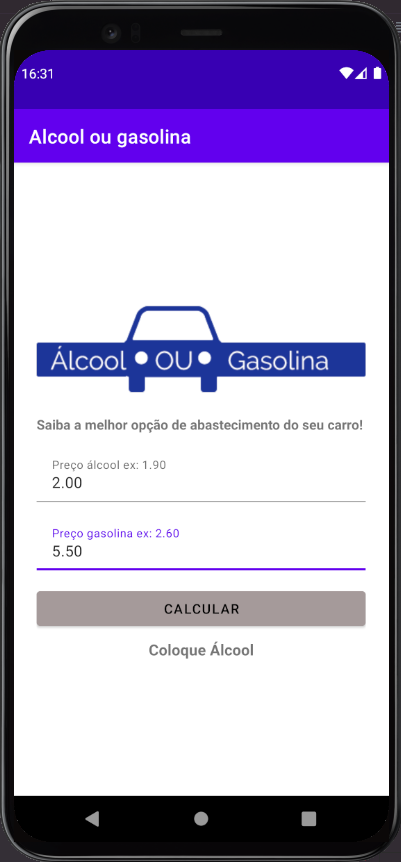 16:31
Alcool ou gasolina
Álcool OU Gasolina
Saiba a melhor opção de abastecimento do seu carro!
Preço álcool ex: 1.90
2.00
Preço gasolina ex: 2.60
5.50
CALCULAR
Coloque Álcool